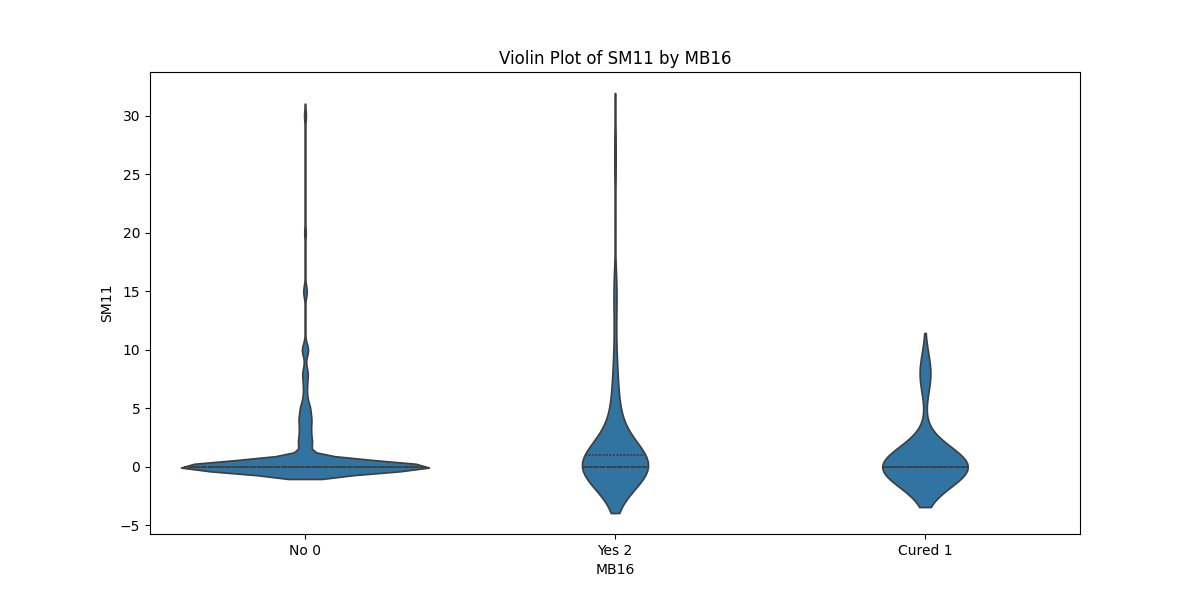 Violin Plot of SM11 by MB16
30
25
20
15
10
5
0
−5
SM11
No 0
Yes 2
Cured 1
MB16